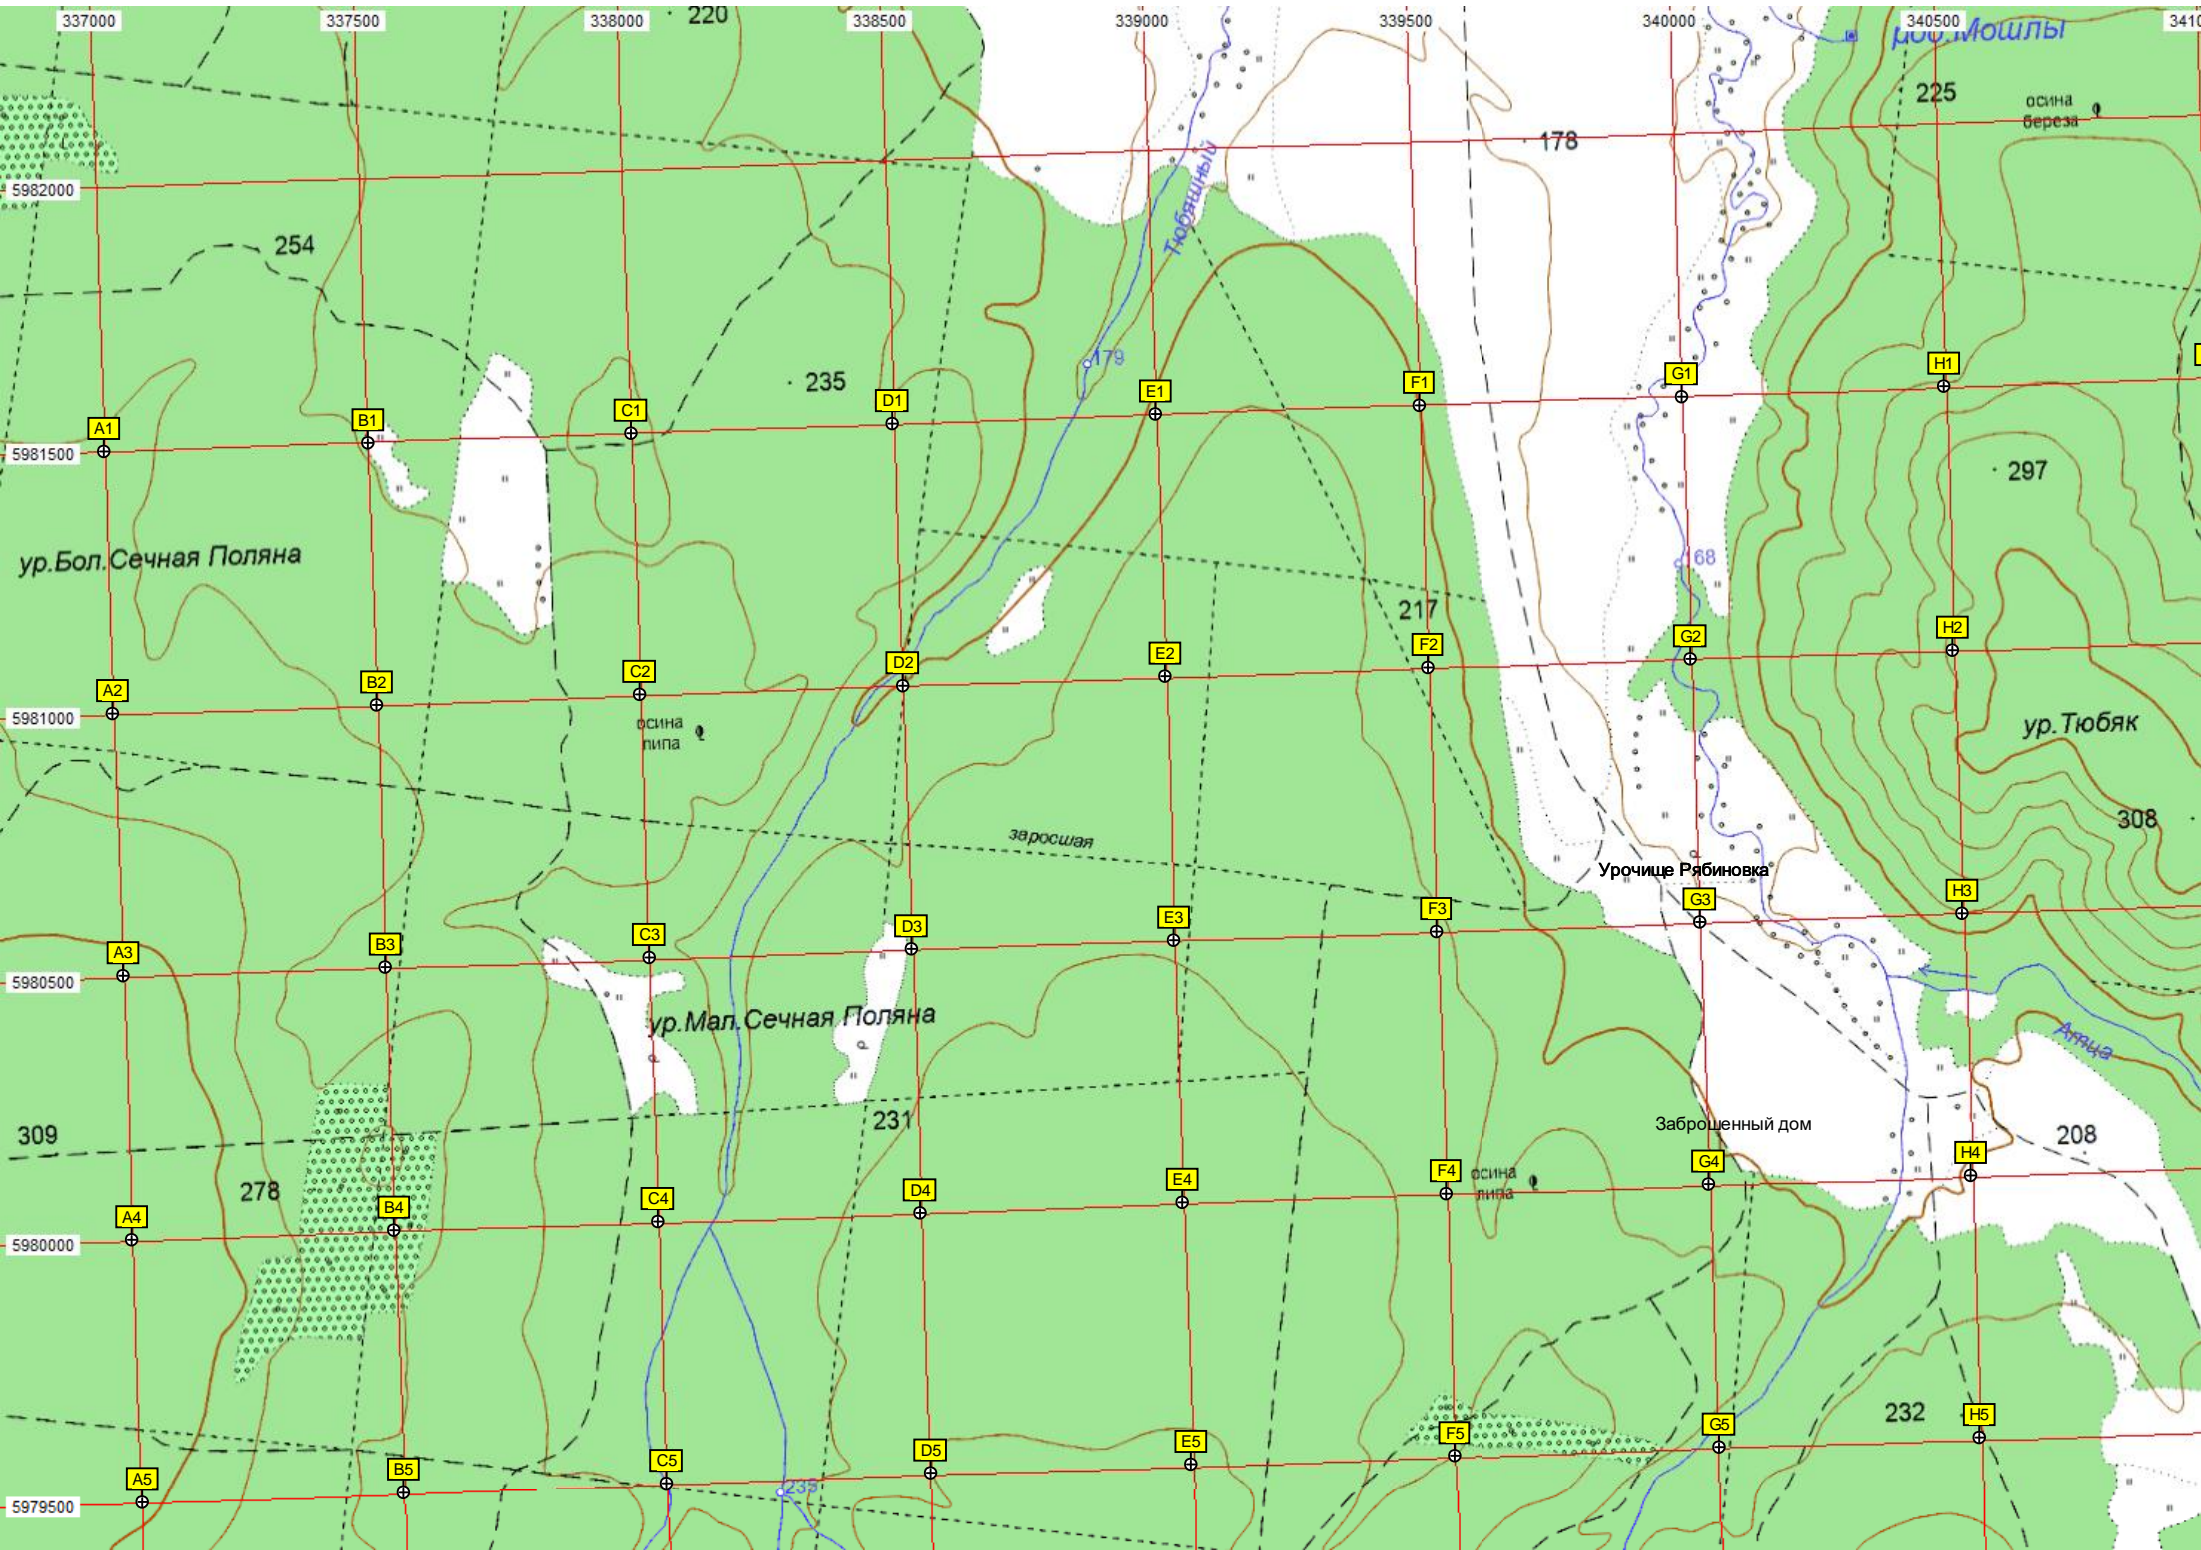 337000 337500 338000 338500 339000 339500 340000 340500
220
Мошлы
225
осина
береза
178
Тюбяшный
5982000
254
235
179
A1 B1 C1 D1 E1 F1 G1 H1
5981500
297
ур.Бол.Сечная Поляна
68
217
A2 B2 C2 D2 E2 F2 G2 H2
5981000
осина
липа
ур.Тюбяк
308
заросшая
Урочище Рябиновка
A3 B3 C3 D3 E3 F3 G3 H3
5980500
ур.Мал.Сечная Поляна
Атца
309
231
Заброшенный дом
208
278
осина
липа
A4 B4 C4 D4 E4 F4 G4 H4
5980000
232
A5 B5 C5 D5 E5 F5 G5 H5
235
5979500